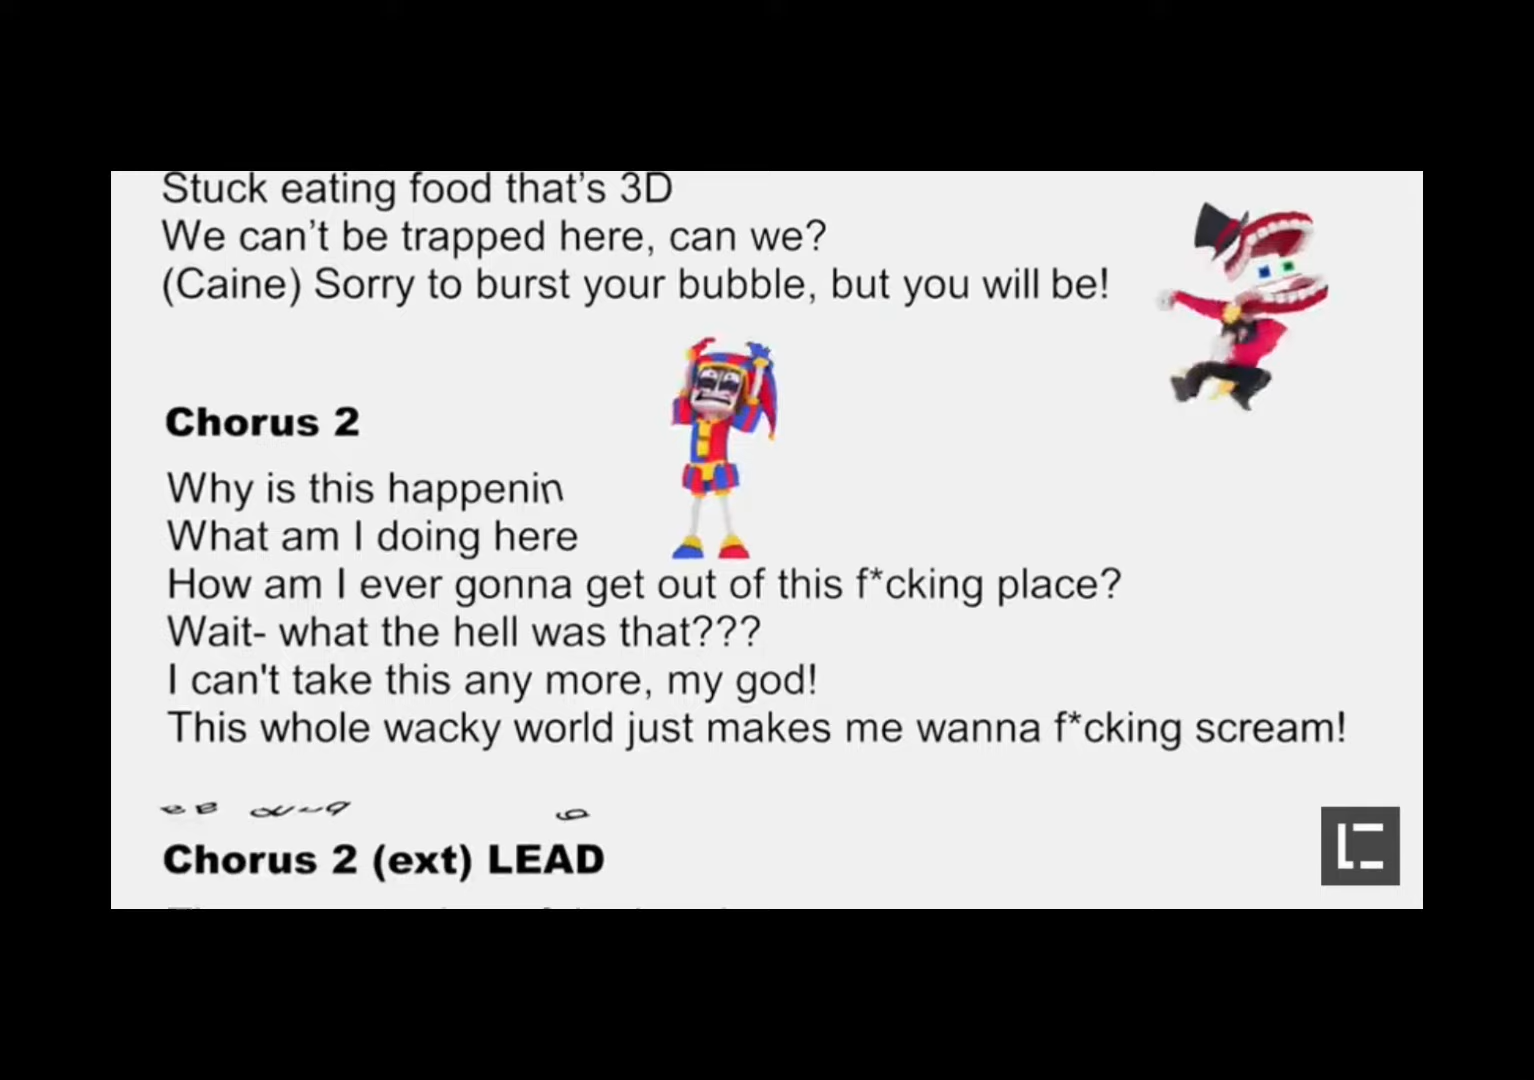 Stuck eating food that’s 3D
We can’t be trapped here, can we?
(Caine) Sorry to burst your bubble, but you will be!
Chorus 2
Why is this happenin
What am I doing here
How am I ever gonna get out of this f*cking place?
Wait- what the hell was that???
I can't take this any more, my god!
This whole wacky world just makes me wanna f*cking scream!
Chorus 2 (ext) LEAD